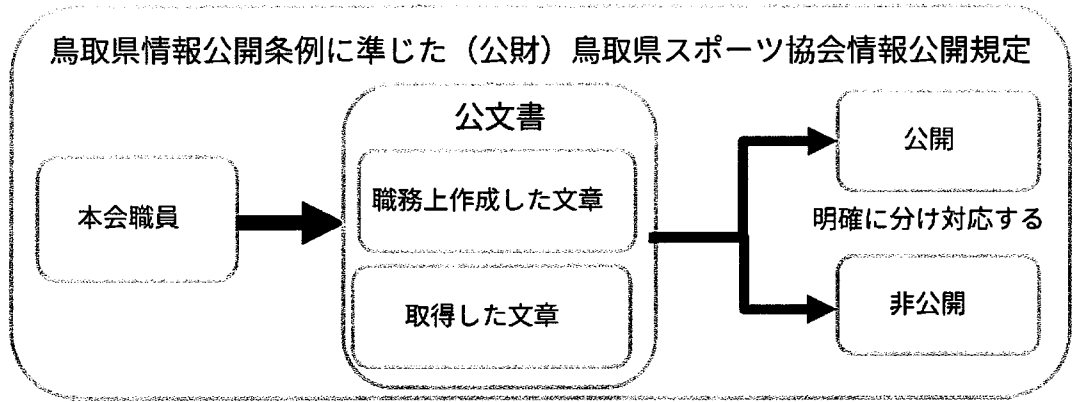 鳥取県情報公開条例に準じた（公財）鳥取県スポーツ協会情報公開規定
本会職員
公文書
職務上作成した文章
取得した文章
公開
明確に分け対応する
非公開